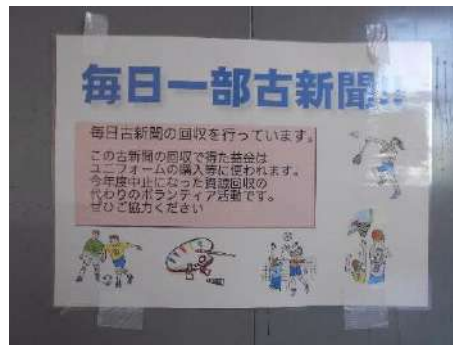 毎日一部古新聞!!
毎日古新聞の回収を行っています。
この古新聞の回収で得た益金は
ユニフォームの購入等に使われます。
今年度中止になった資源回収の
代わりのボランティア活動です。
ぜひご協力ください